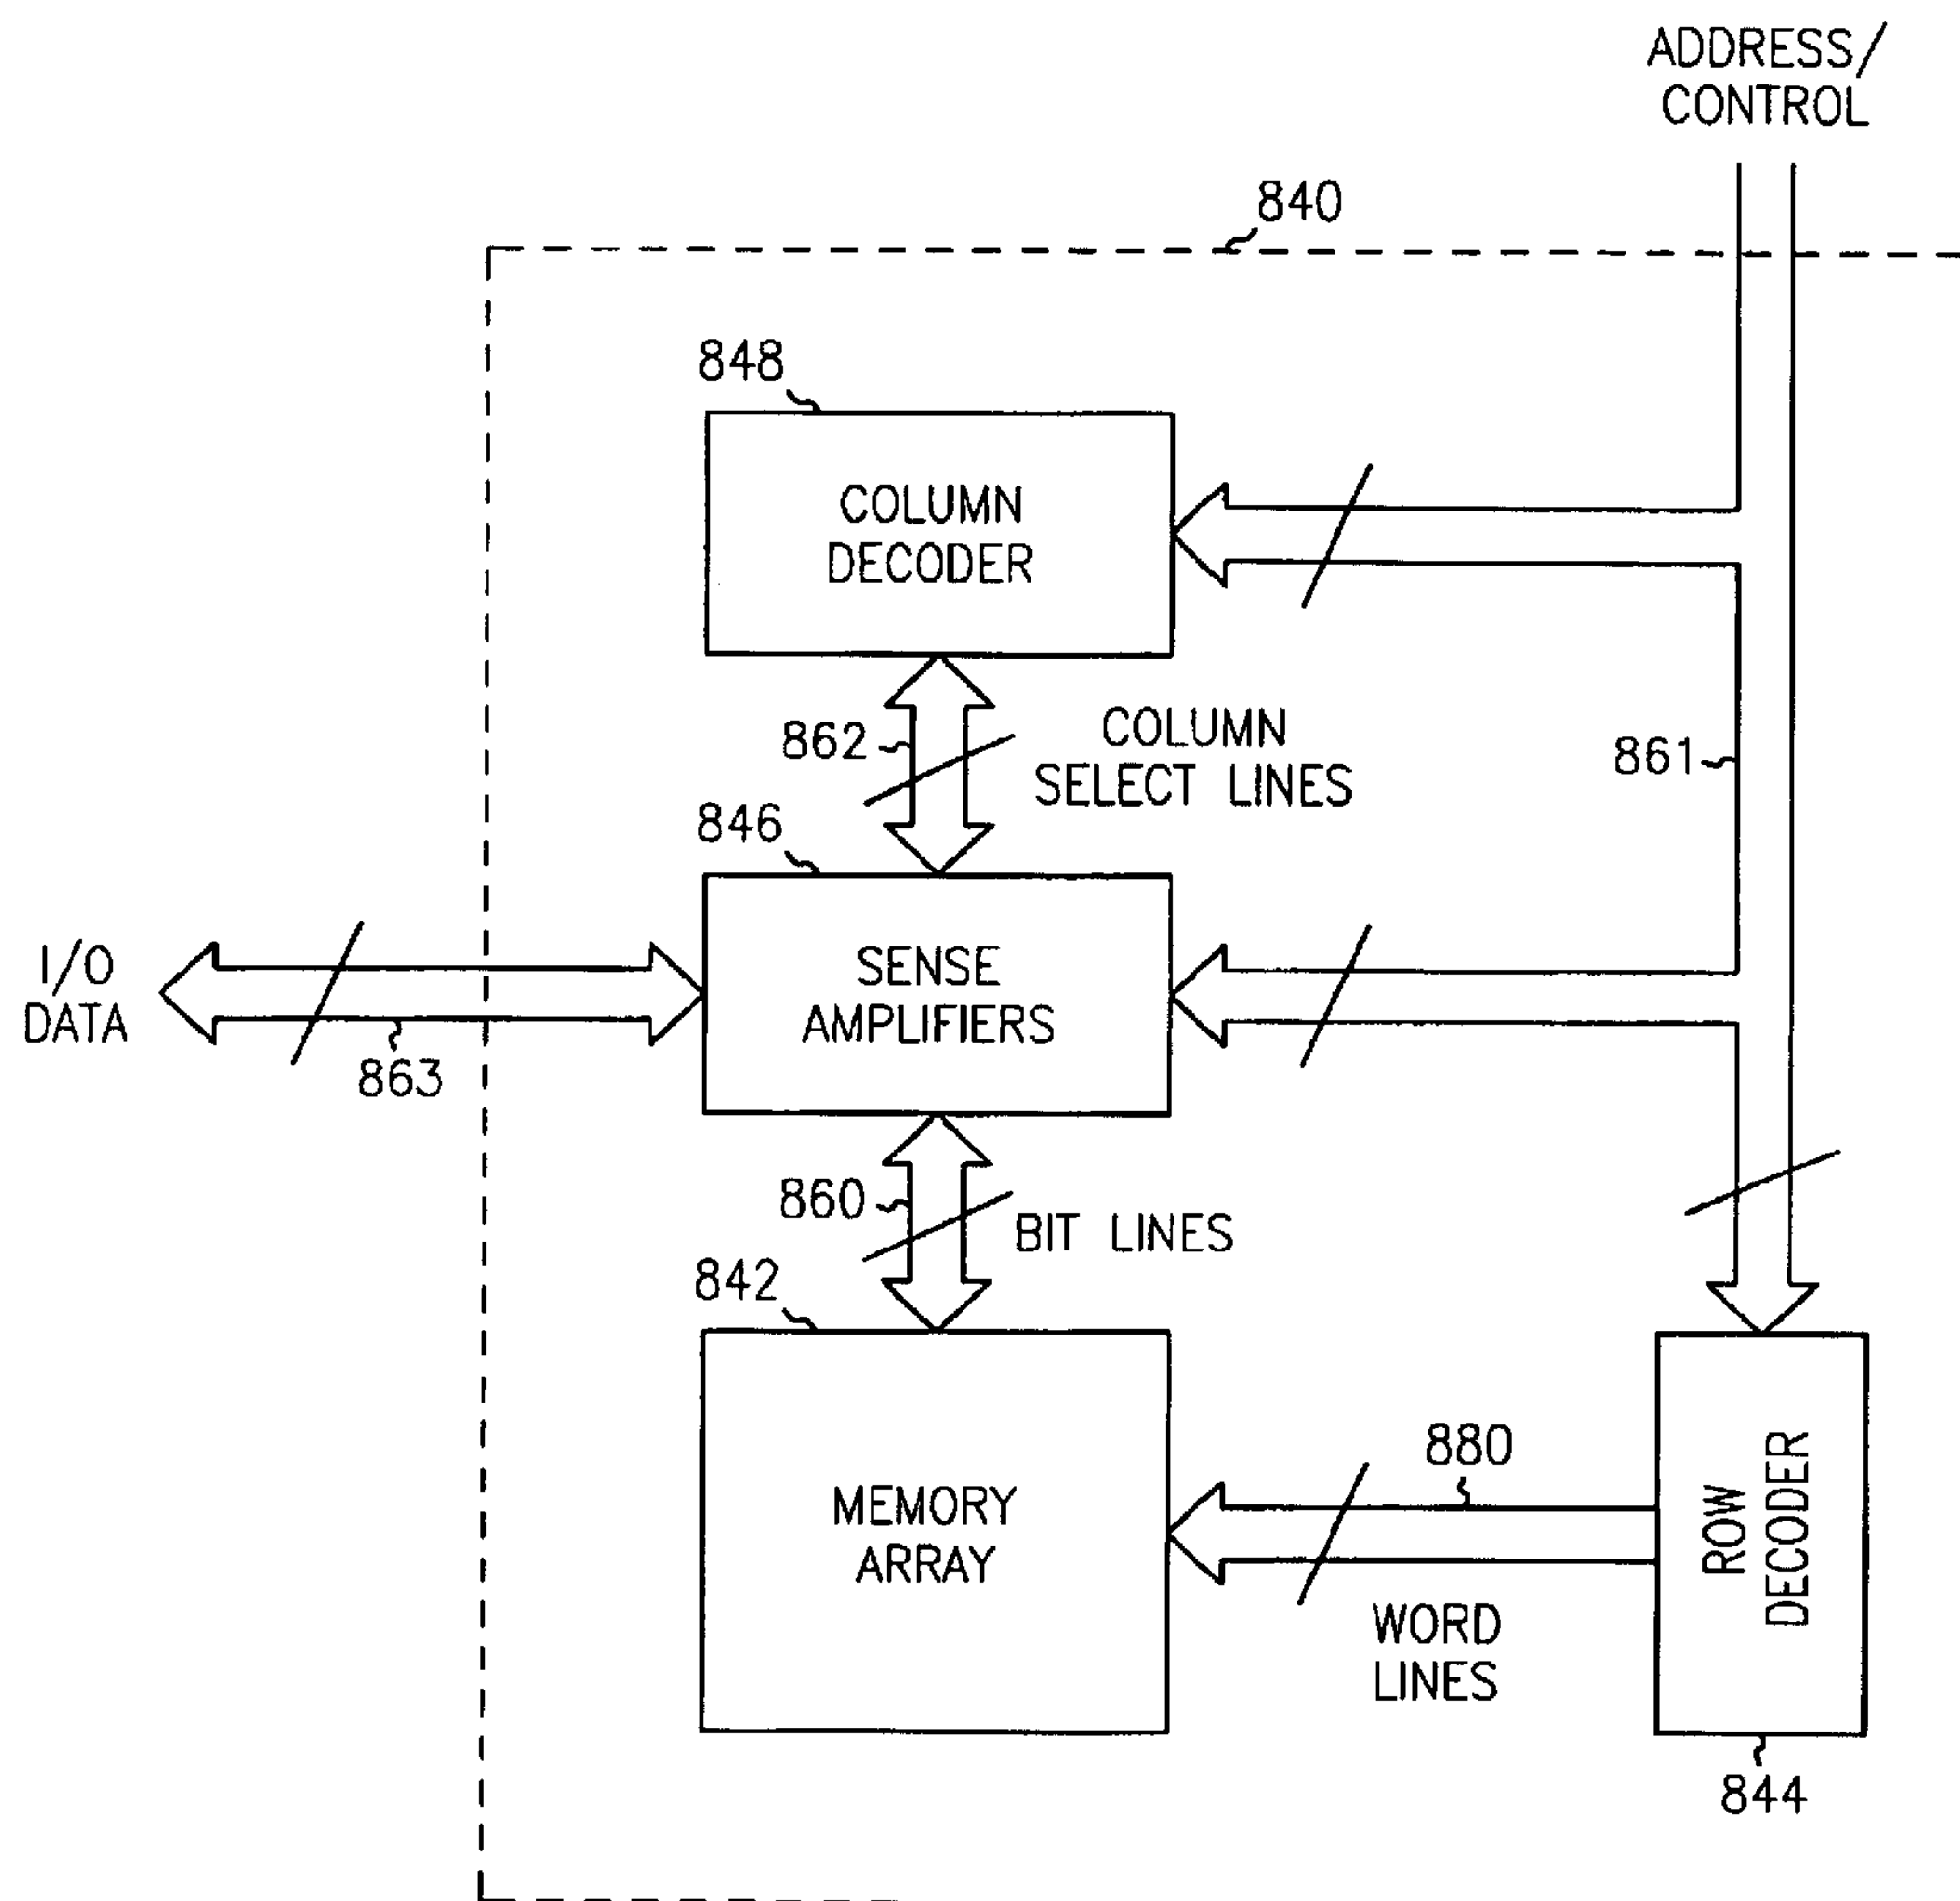 ADDRESS/
CONTROL
840
848
COLUMN
DECODER
862
COLUMN
SELECT LINES
861
846
I/O
DATA
863
SENSE
AMPLIFIERS
860
BIT LINES
842
MEMORY
ARRAY
880
WORD
LINES
ROW
DECODER
844